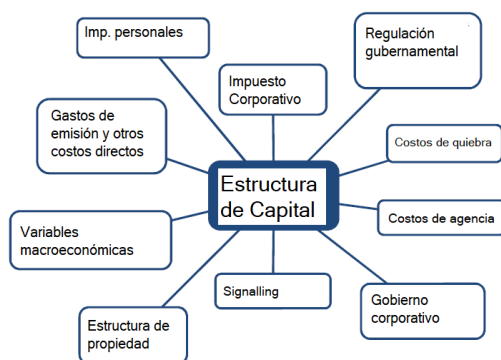 Imp. personales
Regulación
gubernamental
Impuesto
Corporativo
Gastos de
emisión y otros
costos directos
Costos de quiebra
Estructura
de Capital
Costos de agencia
Variables
macroeconómicas
Signalling
Gobierno
corporativo
Estructura de
propiedad